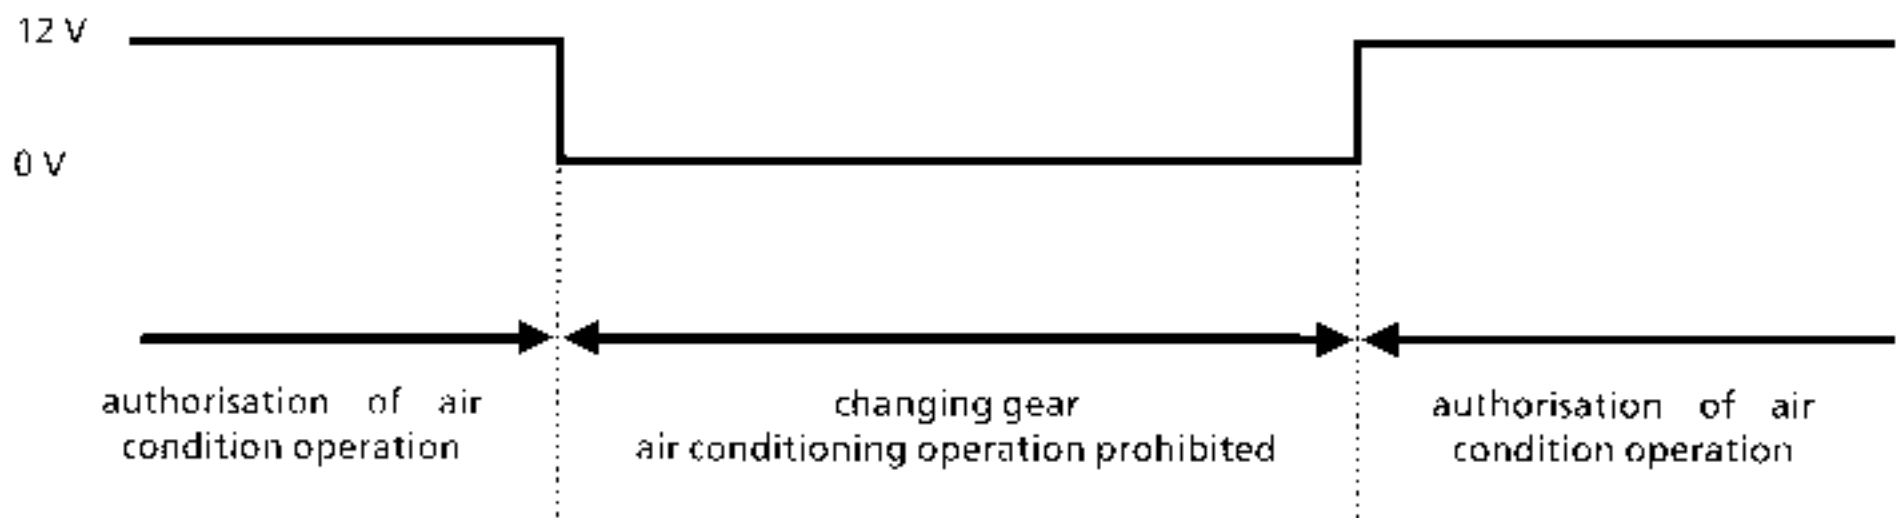 12 V
0 V
authorisation of air
condition operation
changing gear
air conditioning operation prohibited
authorisation of air
condition operation